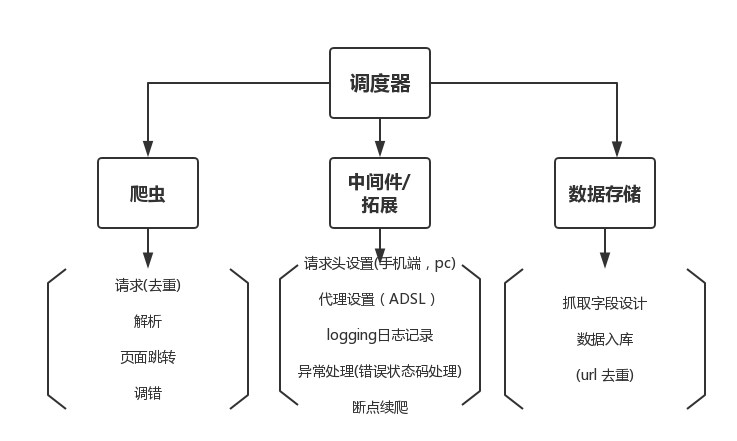 调度器
爬虫
中间件/
拓展
数据存储
请求(去重)
解析
页面跳转
调错
请求头设置(手机端，pc)
代理设置（ADSL）
logging日志记录
异常处理(错误状态码处理)
断点续爬
抓取字段设计
数据入库
(url 去重)